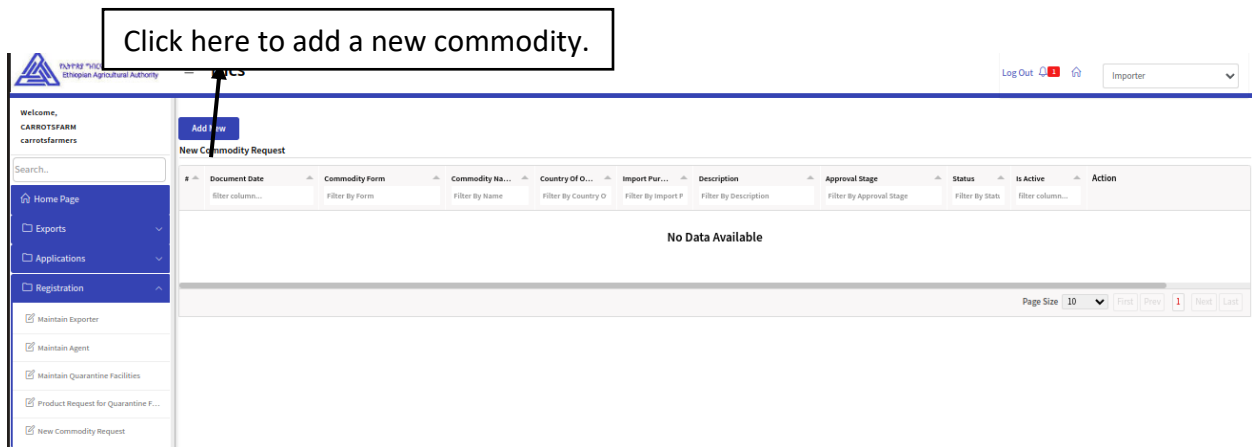 Click here to add a new commodity.
Ethiopian Agricultural Authority
Log Out 1 Importer
Welcome,
CARROTSFARM
carrotsfarmers
Search..
Home Page
Exports
Applications
Registration
Maintain Exporter
Maintain Agent
Maintain Quarantine Facilities
Product Request for Quarantine F...
New Commodity Request
Add New
New Commodity Request
# Document Date Commodity Form Commodity Na... Country Of O... Import Pur... Description Approval Stage Status Is Active Action
filter column... Filter By Form Filter By Name Filter By Country O Filter By Import P Filter By Description Filter By Approval Stage Filter By Statu filter column...
No Data Available
Page Size 10 First Prev 1 Next Last